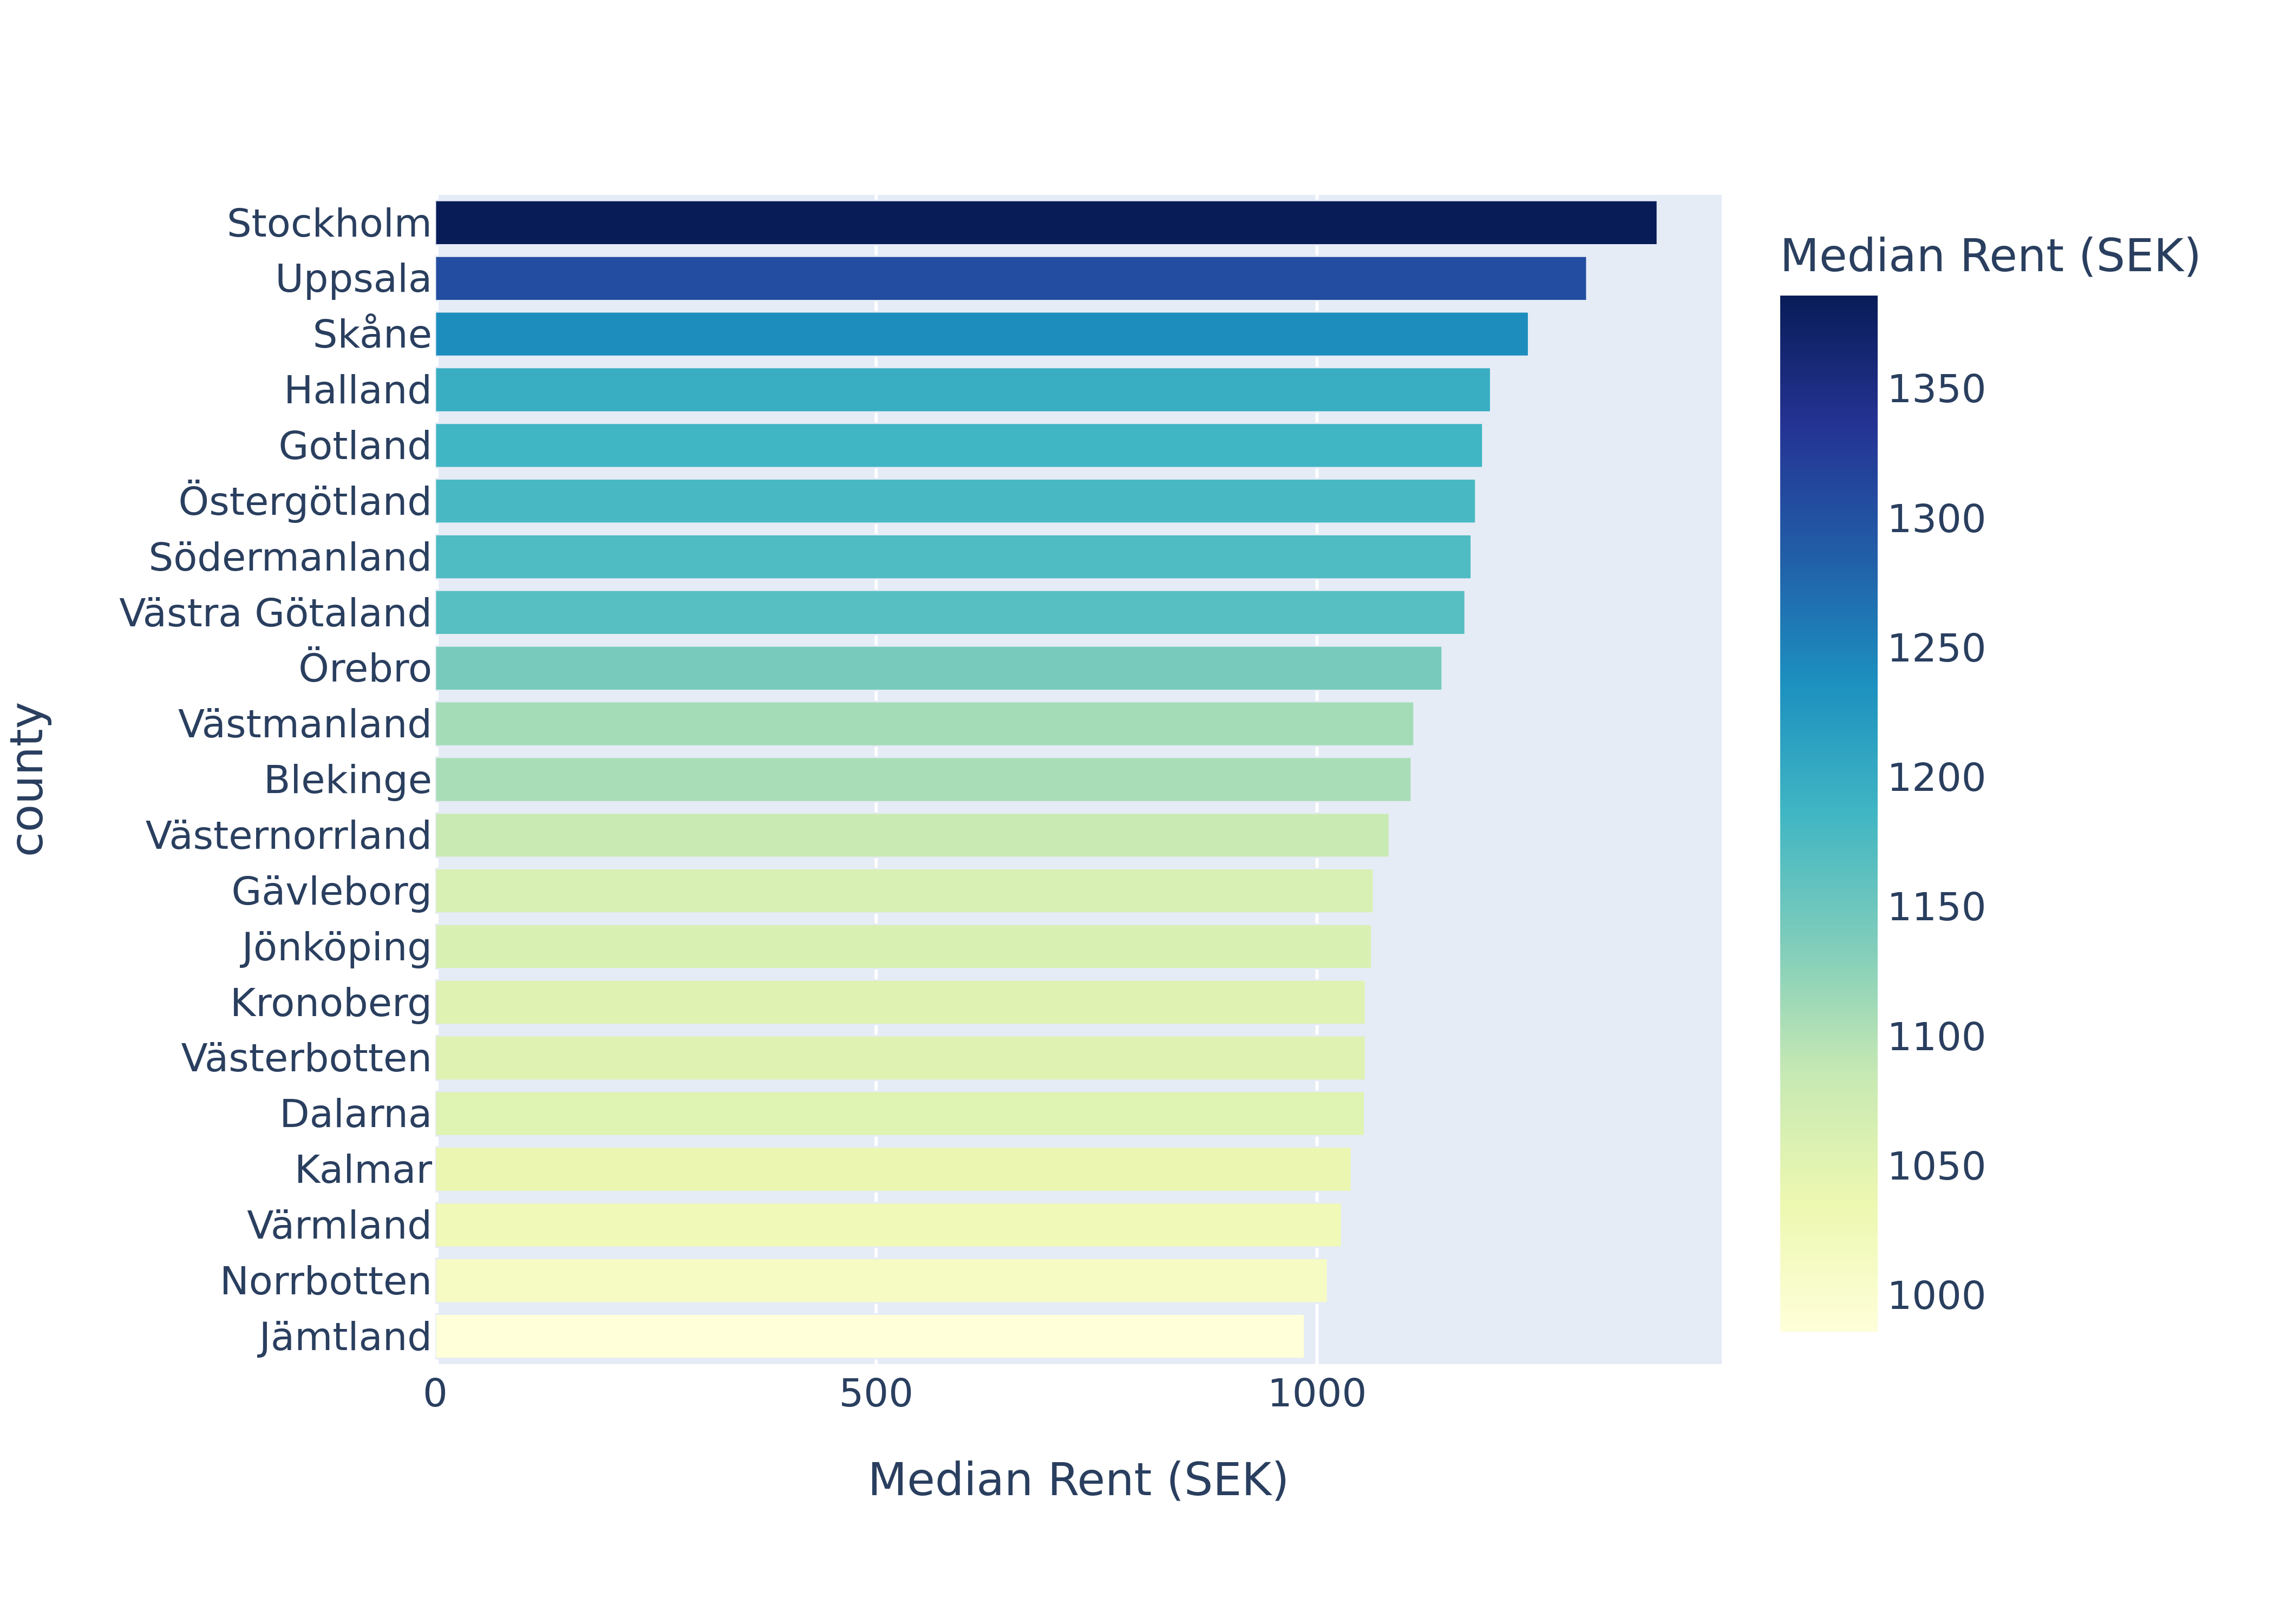 Stockholm
Uppsala
Skåne
Halland
Gotland
Östergötland
Södermanland
Västra Götaland
Örebro
Västmanland
Blekinge
Västernorrland
Gävleborg
Jönköping
Kronoberg
Västerbotten
Dalarna
Kalmar
Värmland
Norrbotten
Jämtland
county
0 500 1000
Median Rent (SEK)
Median Rent (SEK)
1350
1300
1250
1200
1150
1100
1050
1000